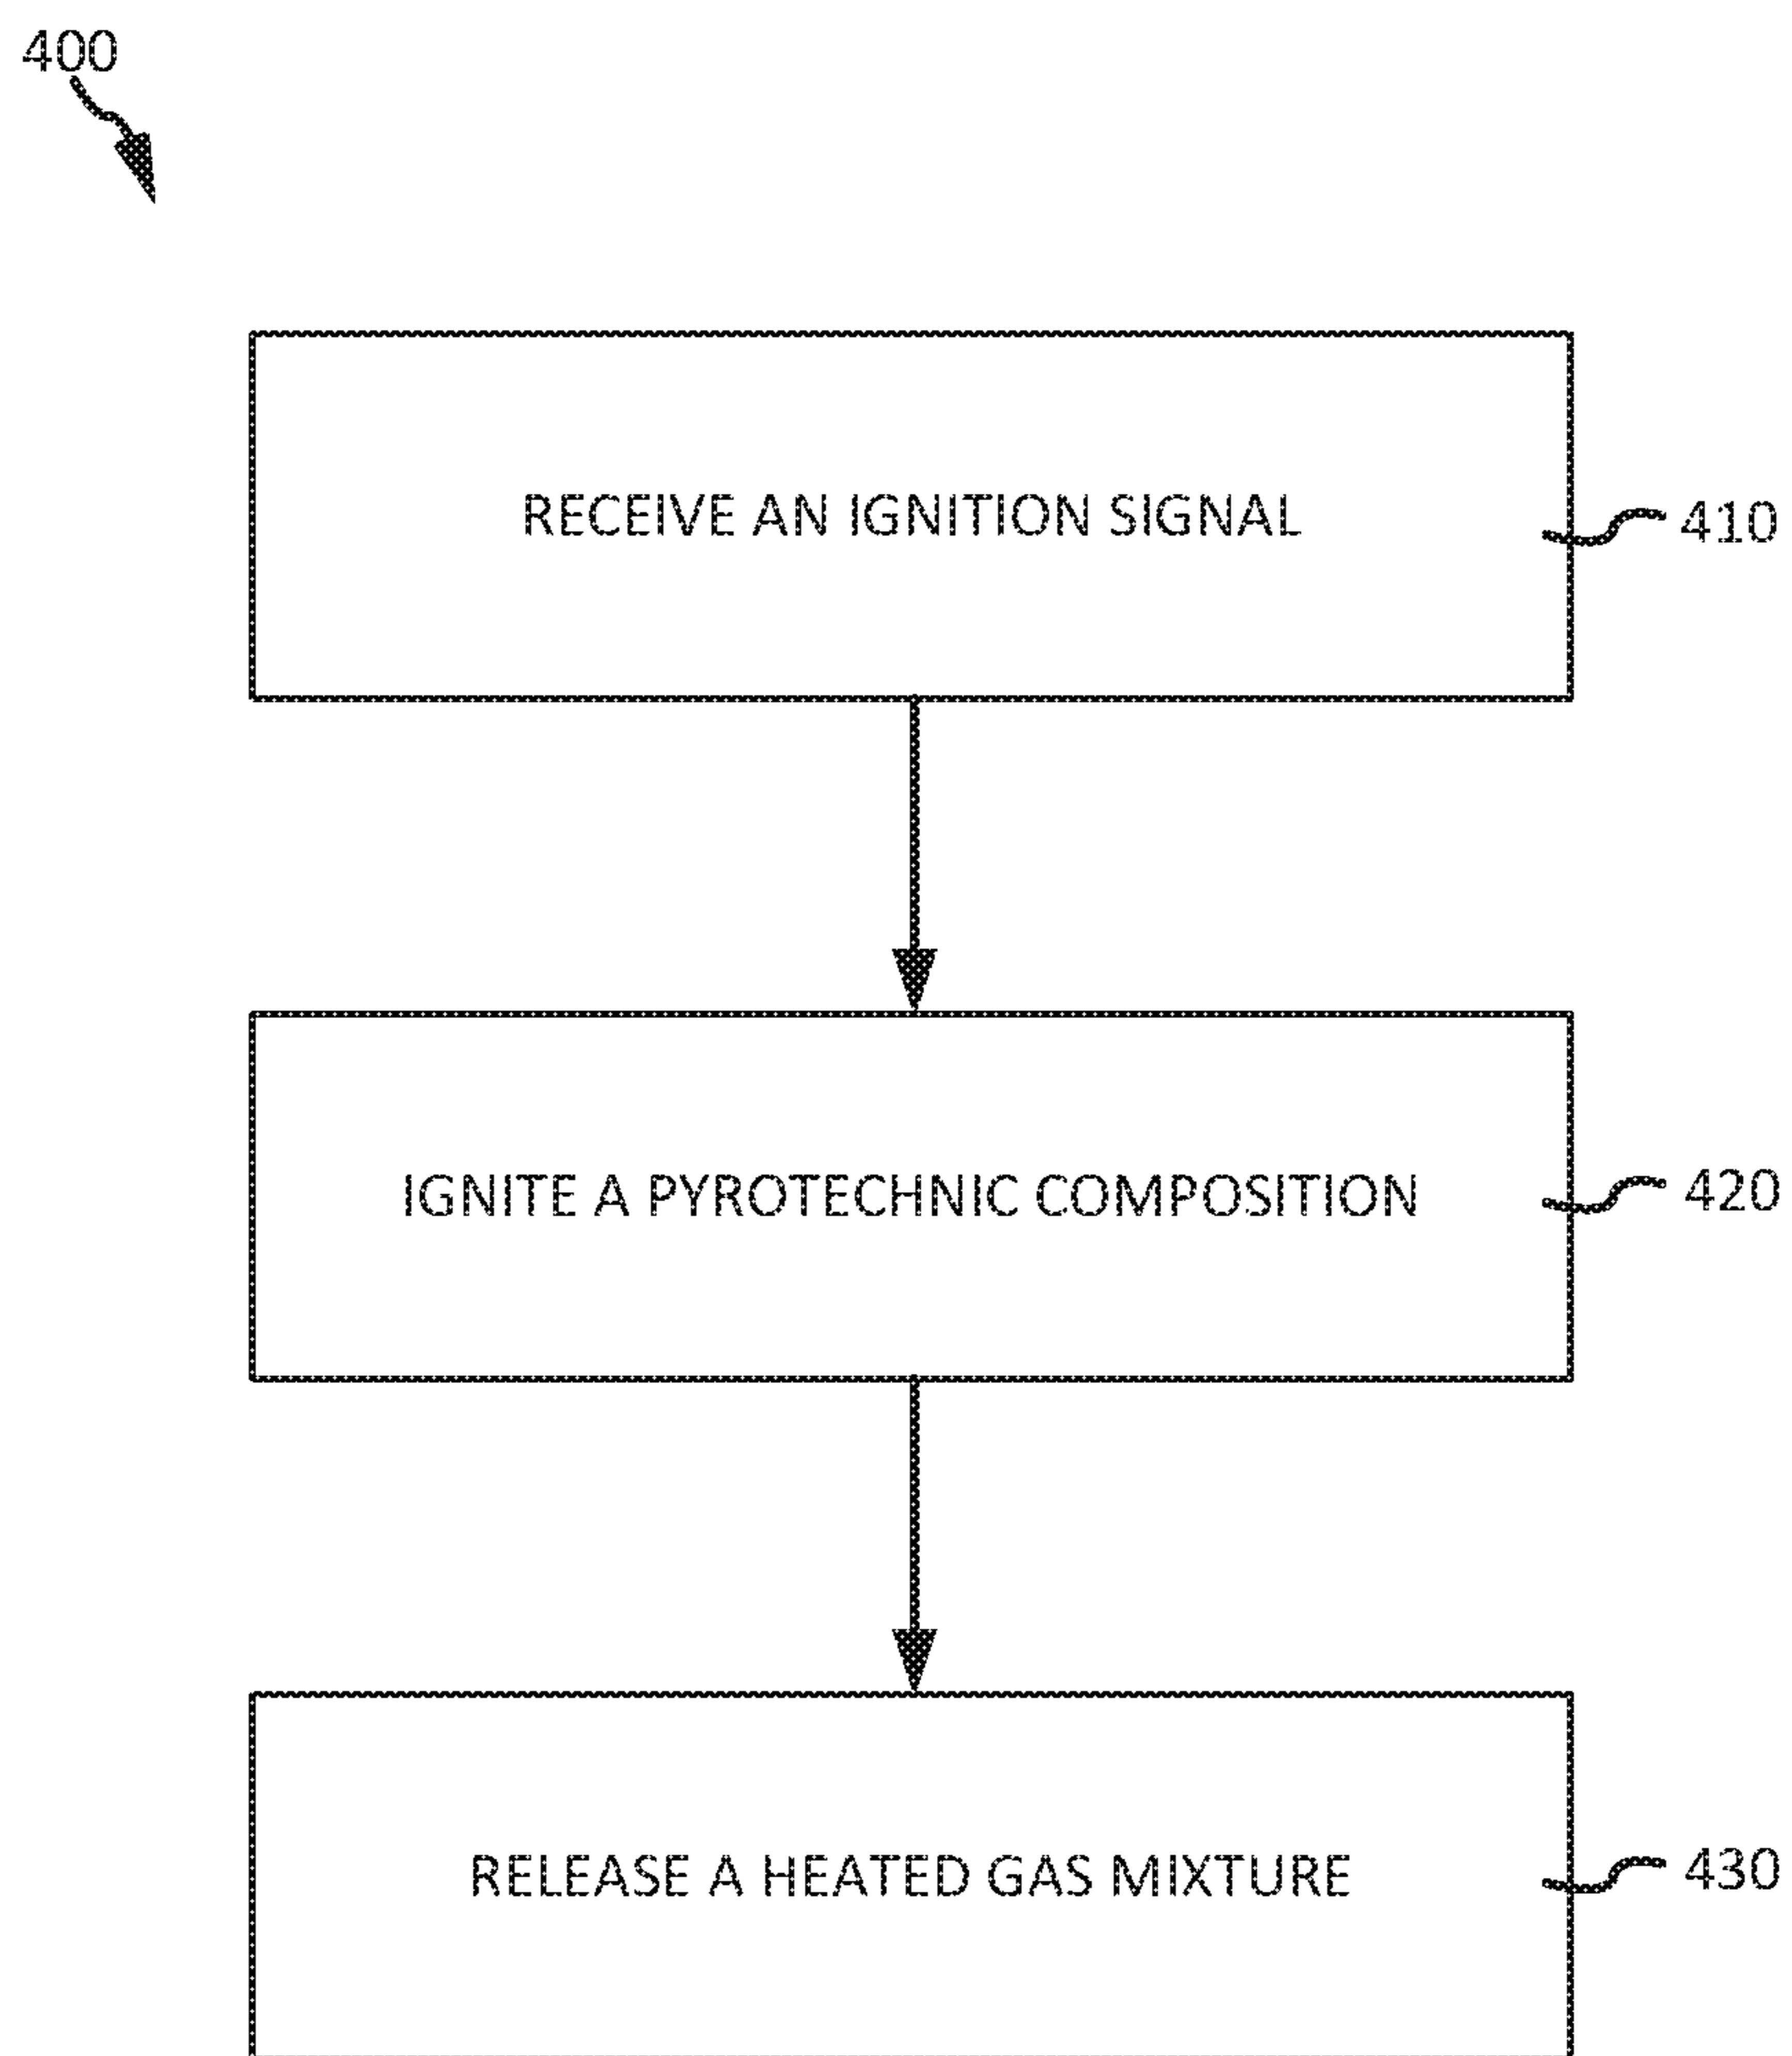 400
RECEIVE AN IGNITION SIGNAL
410
IGNITE A PYROTECHNIC COMPOSITION
420
RELEASE A HEATED GAS MIXTURE
430